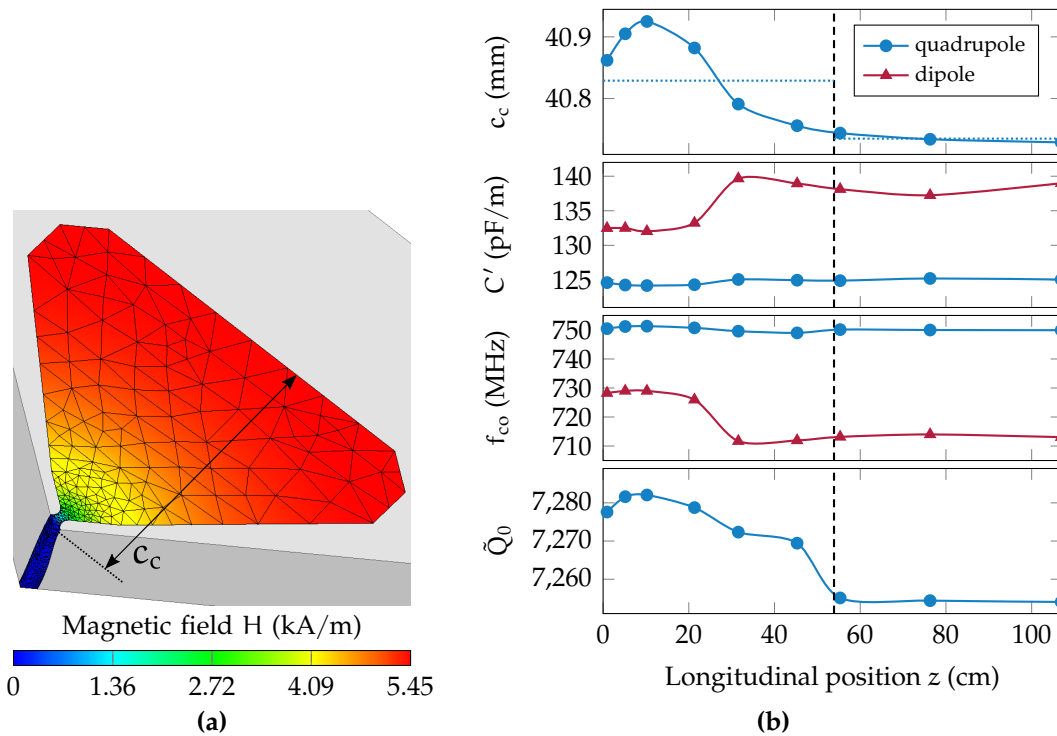 c_c
Magnetic field H (kA/m)
0 1.36 2.72 4.09 5.45
(a)
40.9
40.8
c_c (mm)
quadrupole
dipole
140
135
130
125
C′ (pF/m)
750
740
730
720
710
f_co (MHz)
7,280
7,270
7,260
Q̃₀
0 20 40 60 80 100
Longitudinal position z (cm)
(b)